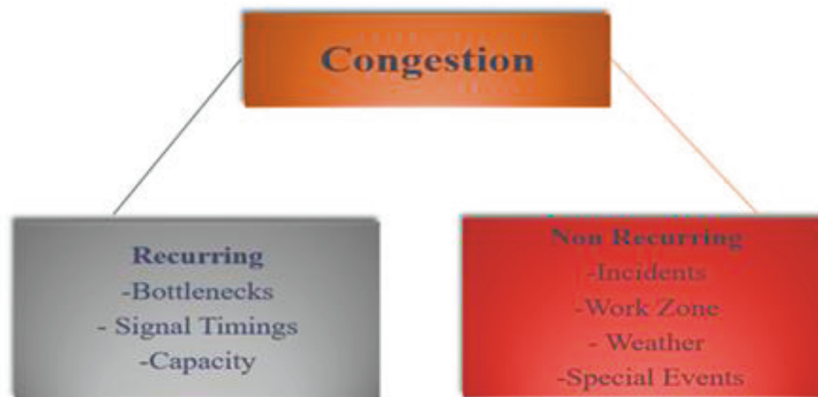 Congestion
Recurring
-Bottlenecks
- Signal Timings
-Capacity
Non Recurring
-Incidents
-Work Zone
- Weather
-Special Events